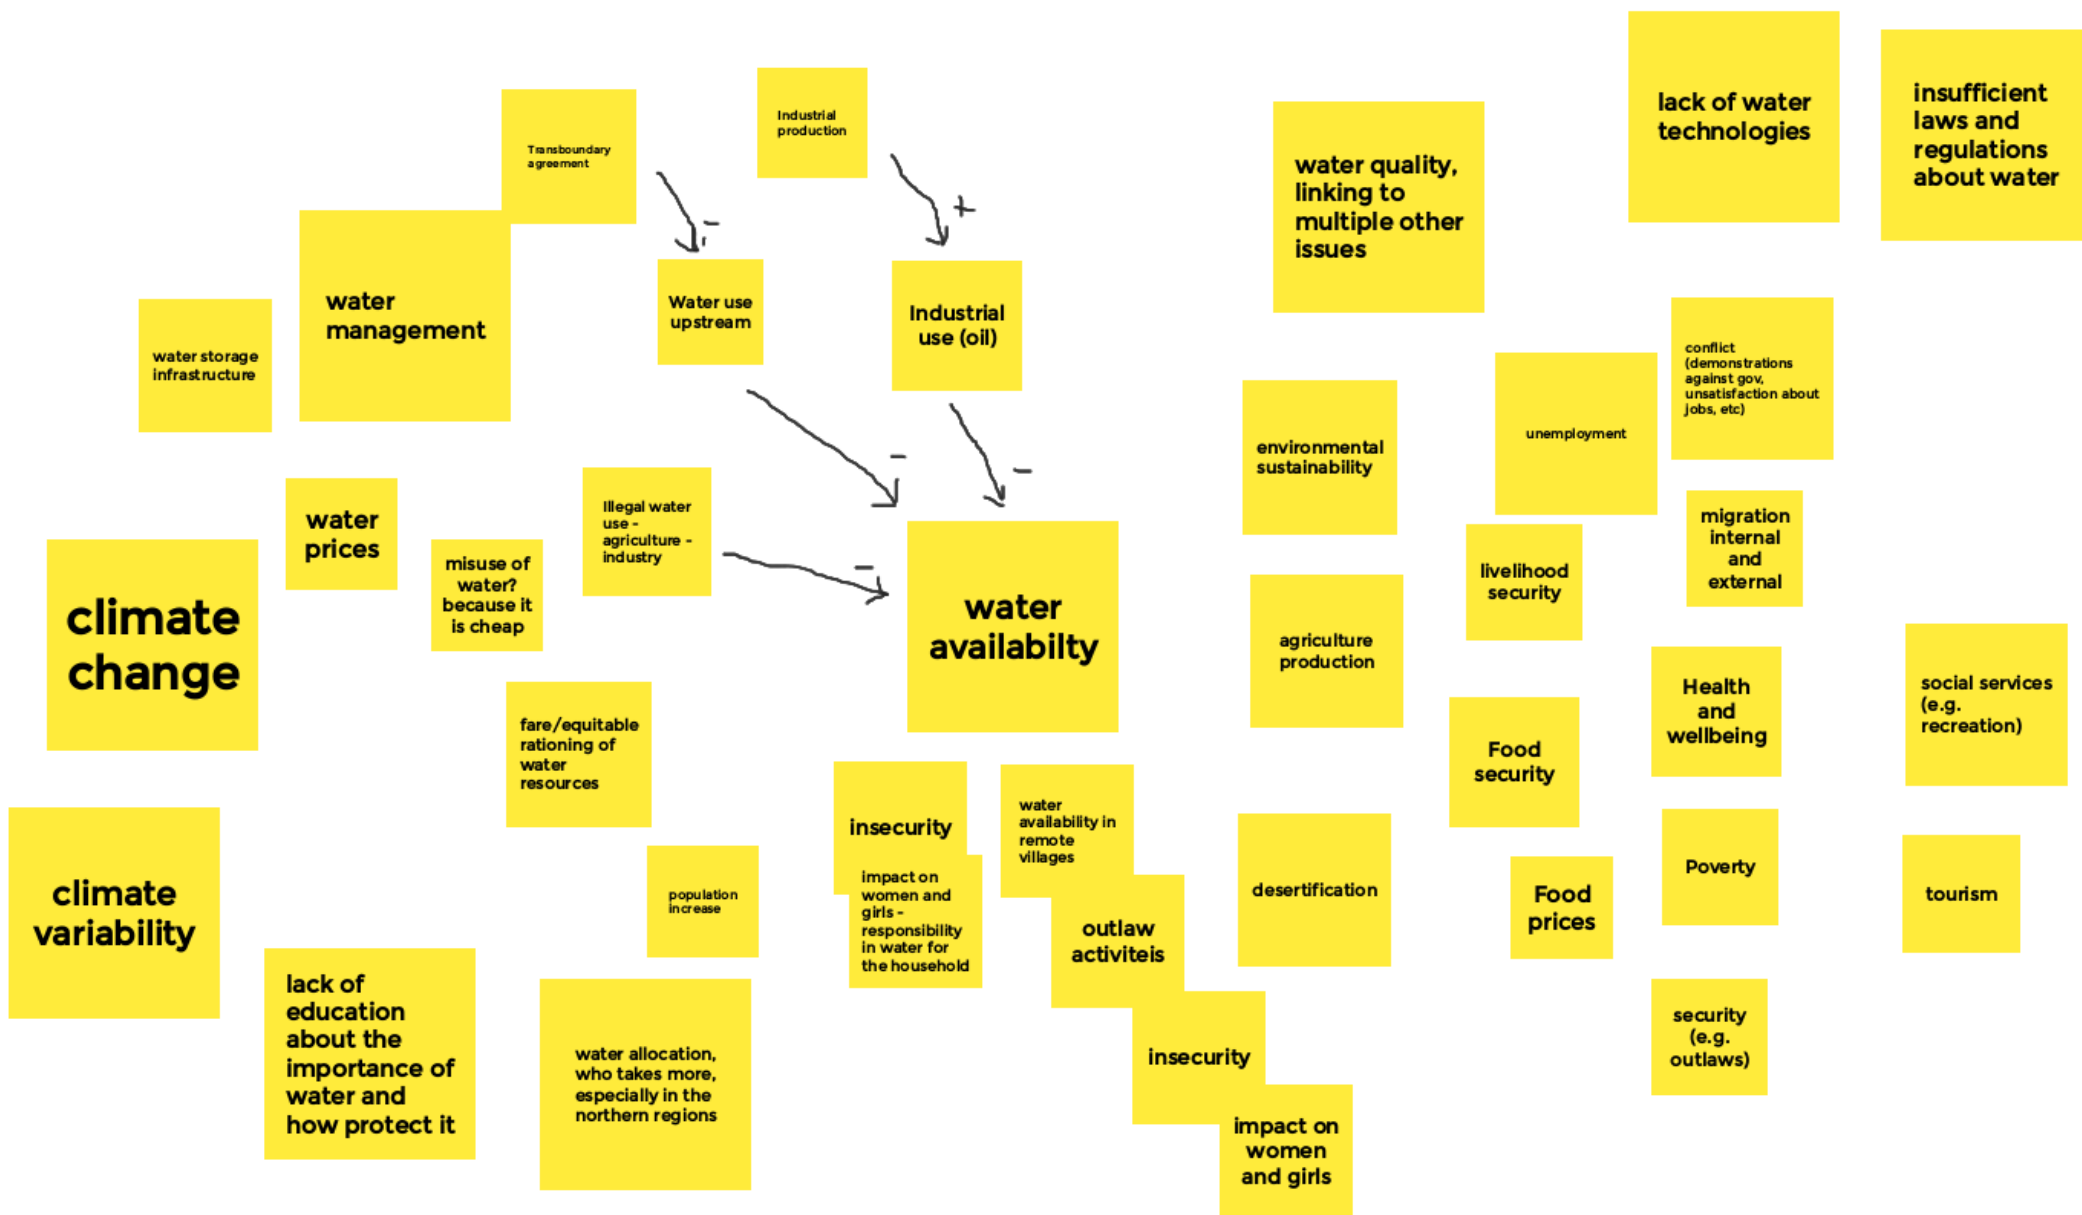 Transboundary
agreement
Industrial
production
+
-
water
management
water storage
infrastructure
Water use
upstream
Industrial
use (oil)
-
-
water
prices
misuse of
water?
because it
is cheap
Illegal water
use -
agriculture -
industry
-
climate
change
climate
variability
fare/equitable
rationing of
water
resources
population
increase
lack of
education
about the
importance of
water and
how protect it
water allocation,
who takes more,
especially in the
northern regions
water
availabilty
insecurity
impact on
women and
girls -
responsibility
in water for
the household
water
availability in
remote
villages
outlaw
activiteis
insecurity
impact on
women
and girls
water quality,
linking to
multiple other
issues
lack of water
technologies
insufficient
laws and
regulations
about water
environmental
sustainability
unemployment
conflict
(demonstrations
against gov,
unsatisfaction about
jobs, etc)
livelihood
security
migration
internal
and
external
agriculture
production
Food
security
Health
and
wellbeing
social services
(e.g.
recreation)
desertification
Food
prices
Poverty
tourism
security
(e.g.
outlaws)